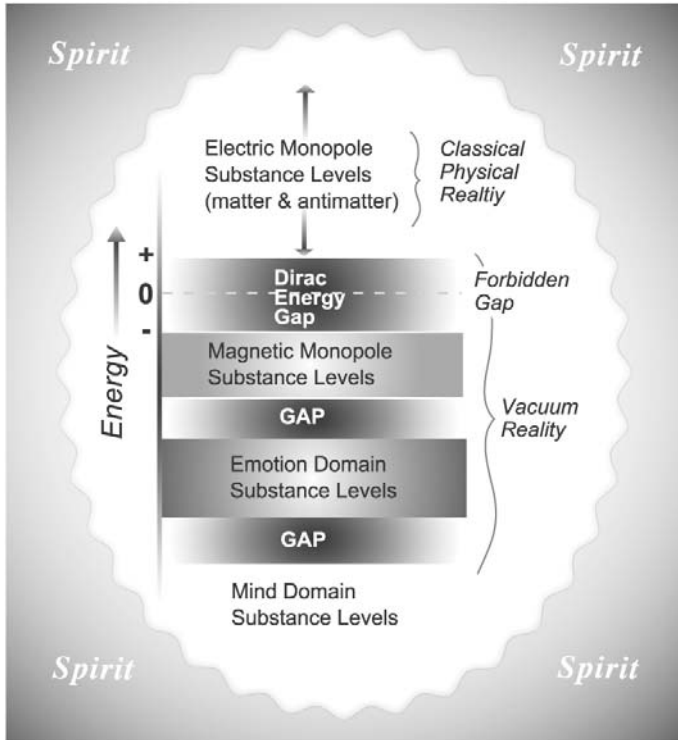 Spirit Spirit
Electric Monopole
Substance Levels
(matter & antimatter)
Classical
Physical
Realtiy
+
0
-
Energy
Dirac
Energy
Gap
Forbidden
Gap
Magnetic Monopole
Substance Levels
GAP
Vacuum
Reality
Emotion Domain
Substance Levels
GAP
Mind Domain
Substance Levels
Spirit Spirit